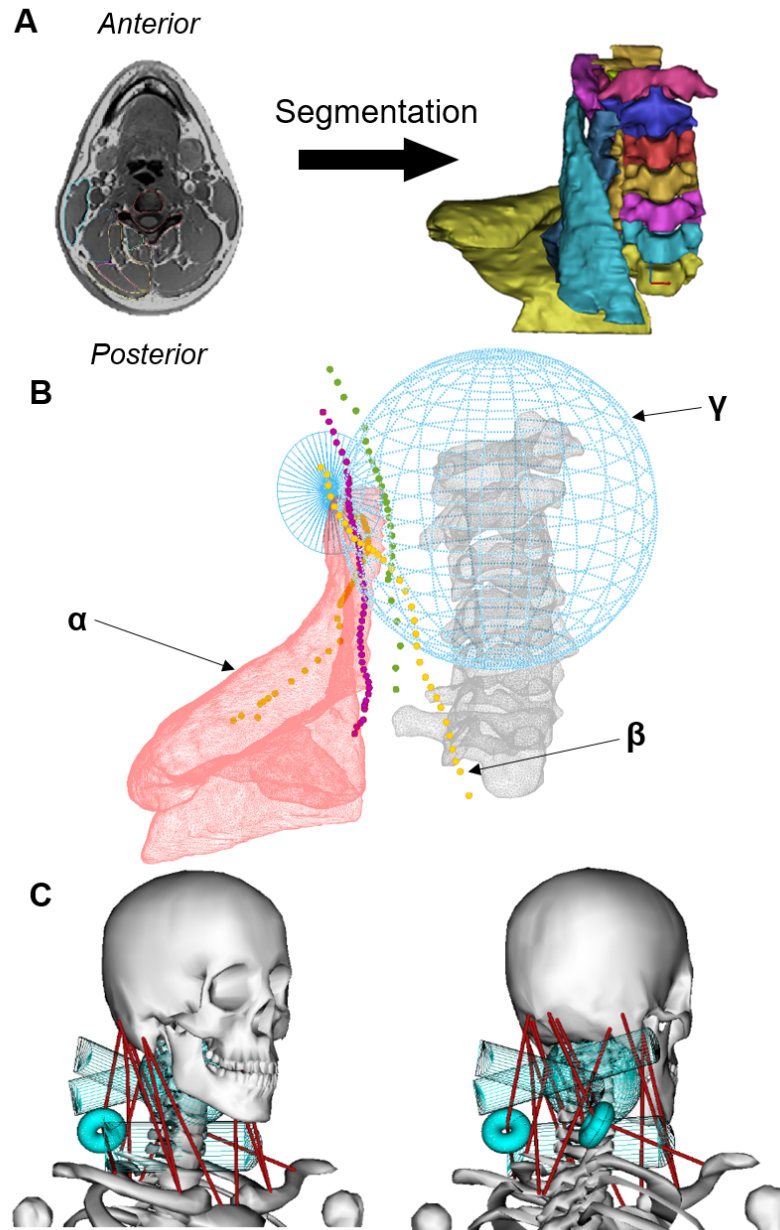 A
Anterior
Segmentation
Posterior
B
γ
α
β
C